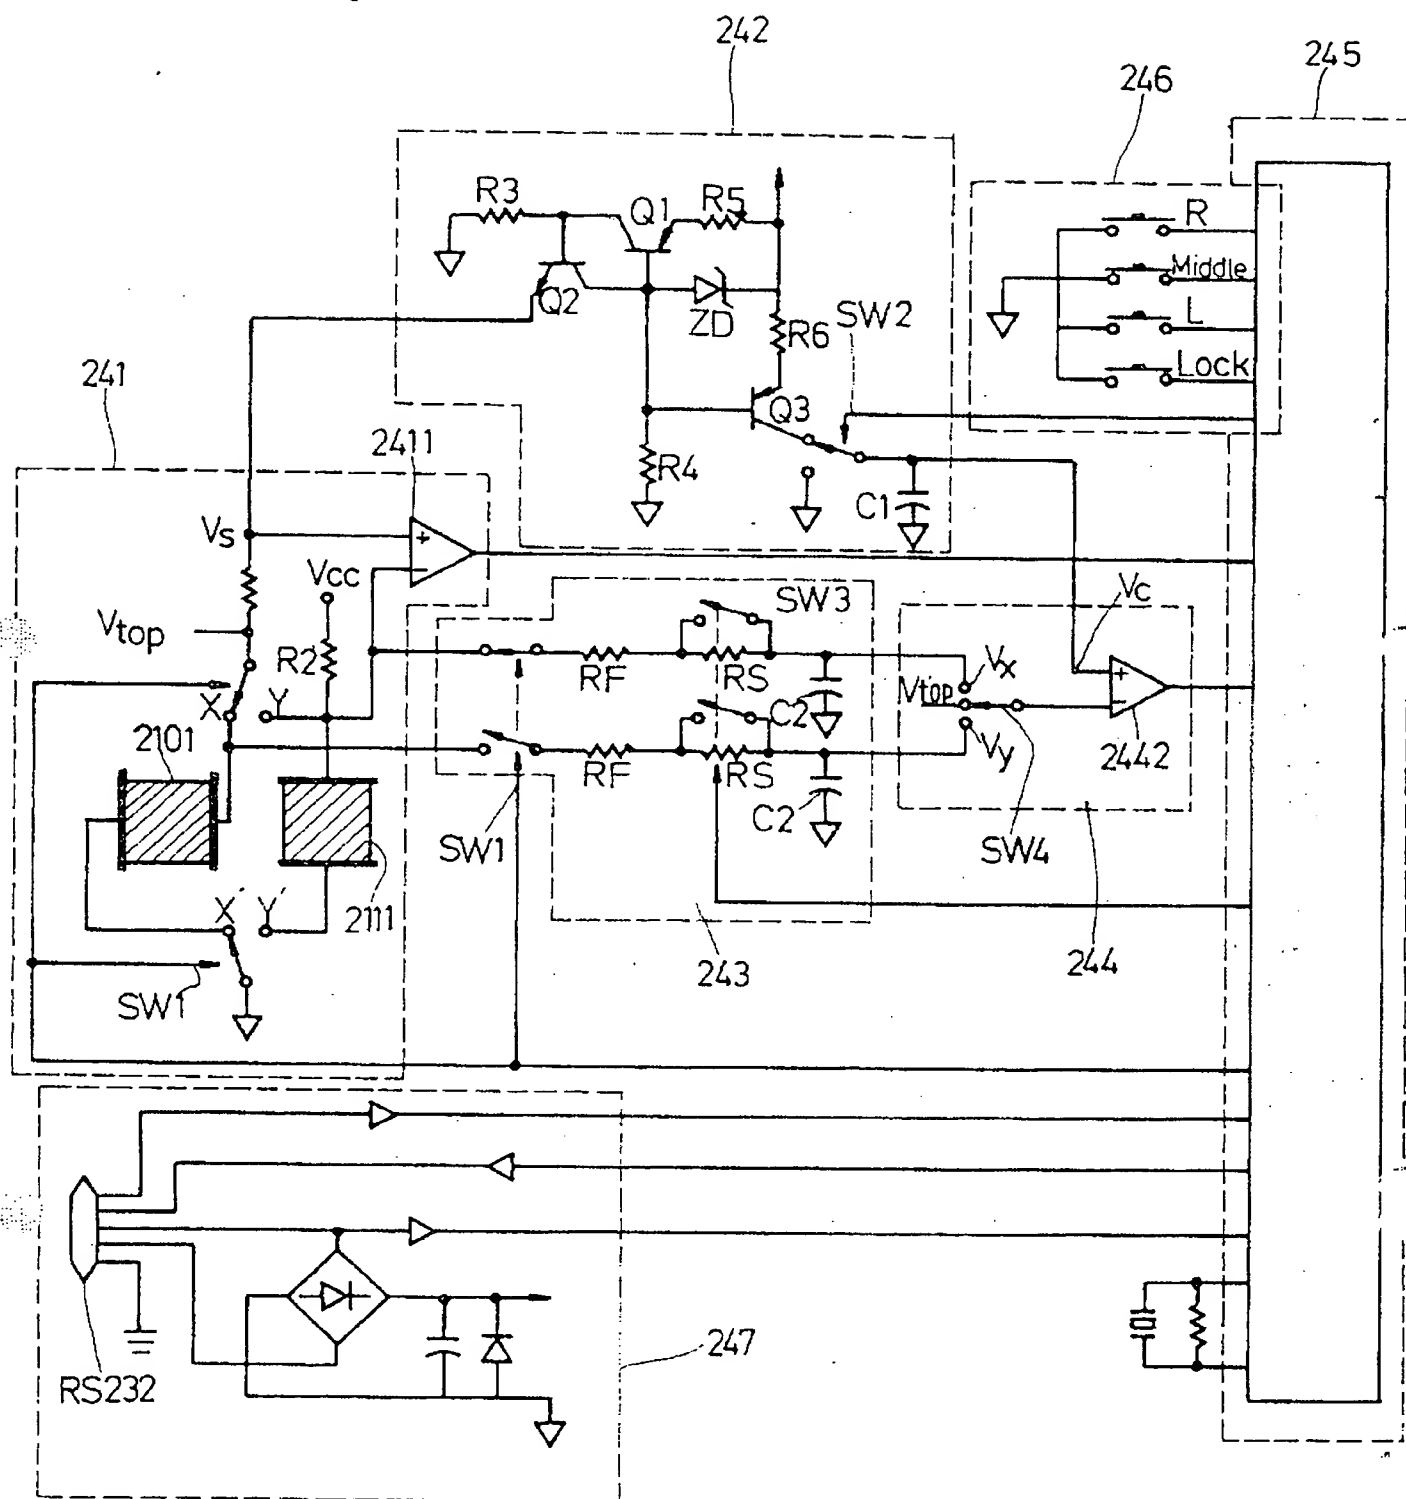 242
245
246
R3
Q1
R5
R
Middle
Q2
ZD
R6
SW2
L
Lock
241
2411
Q3
R4
C1
Vs
Vcc
Vtop
R2
SW3
Vc
X
Y
RF
RS
C2
Vx
Vtop
2101
RF
RS
Vy
2442
C2
SW1
SW4
X'
Y'
2111
243
244
SW1
RS232
247
+
−
+
−